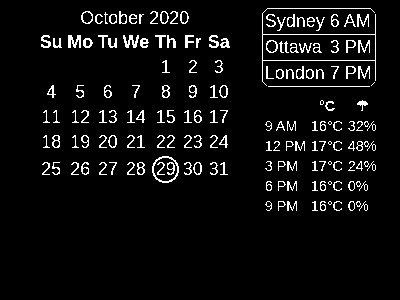 October 2020
Su Mo Tu We Th Fr Sa
1 2 3
4 5 6 7 8 9 10
11 12 13 14 15 16 17
18 19 20 21 22 23 24
25 26 27 28 29 30 31
Sydney 6 AM
Ottawa 3 PM
London 7 PM
°C ☂
9 AM 16°C 32%
12 PM 17°C 48%
3 PM 17°C 24%
6 PM 16°C 0%
9 PM 16°C 0%